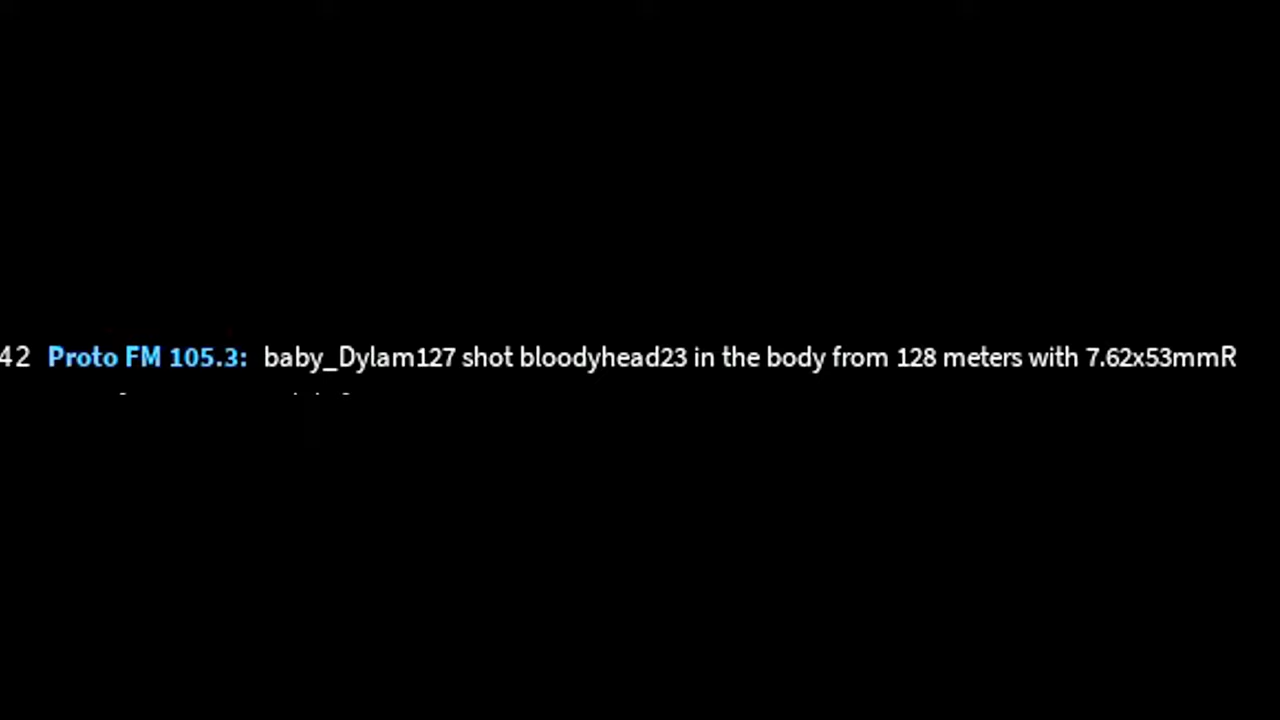 42 Proto FM 105.3: baby_Dylam127 shot bloodyhead23 in the body from 128 meters with 7.62x53mmR